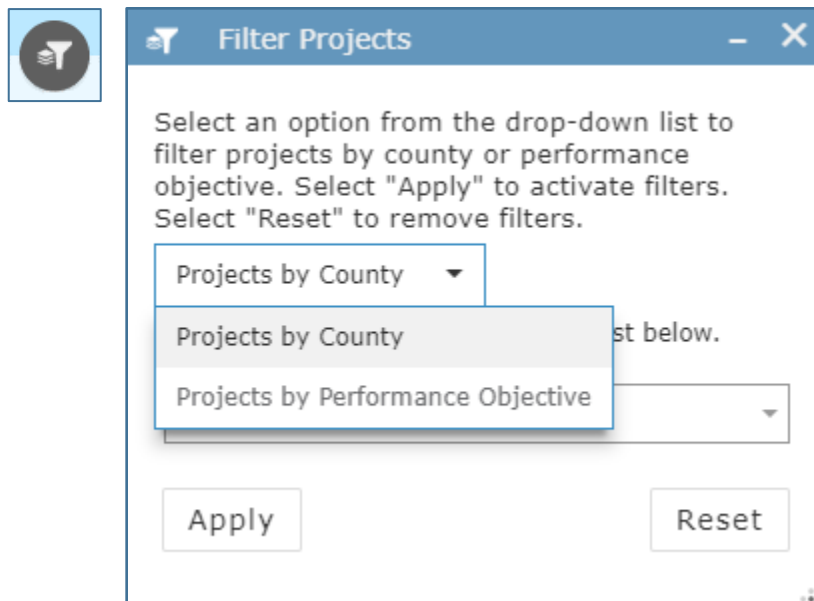 Filter Projects
Select an option from the drop-down list to
filter projects by county or performance
objective. Select "Apply" to activate filters.
Select "Reset" to remove filters.
Projects by County
Projects by County
below.
Projects by Performance Objective
Apply
Reset